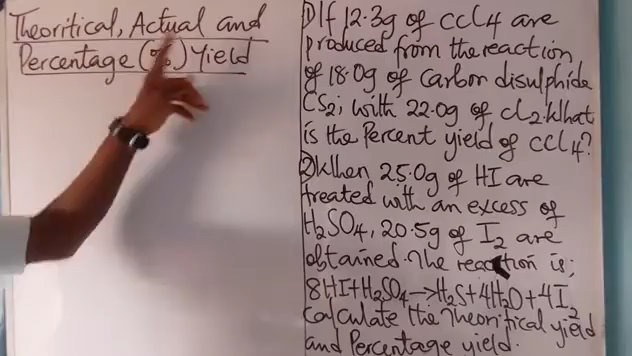 Theoritical, Actual and
Percentage (%) Yield
1) If 12.3g of CCL4 are
produced from the reaction
of 18.0g of Carbon disulphide
CS2; with 22.0g of cl2. What
is the Percent yield of CCL4?
2) When 25.0g of HI are
treated with an excess of
H2SO4, 20.5g of I2 are
obtained. The reaction is;
8HI+H2SO4→H2S+4H2O+4I2
Calculate the Theoritical yield
and Percentage yield.